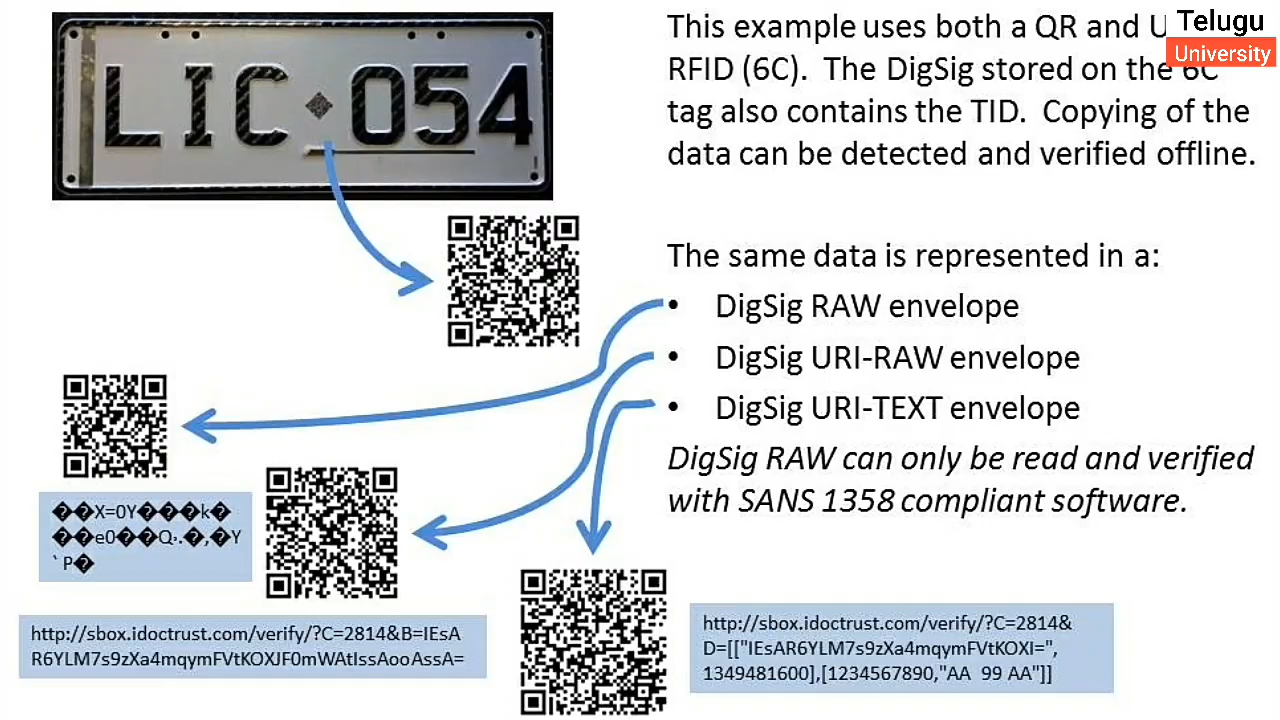 LIC 054
This example uses both a QR and U
RFID (6C). The DigSig stored on the 6C
tag also contains the TID. Copying of the
data can be detected and verified offline.
Telugu
University
The same data is represented in a:
• DigSig RAW envelope
• DigSig URI-RAW envelope
• DigSig URI-TEXT envelope
DigSig RAW can only be read and verified
with SANS 1358 compliant software.
��X=0Y���k�
��e0��Q·.�,�Y
`P�
http://sbox.idoctrust.com/verify/?C=2814&B=IEsA
R6YLM7s9zXa4mqymFVtKOXJF0mWAtIssAooAssA=
http://sbox.idoctrust.com/verify/?C=2814&
D=[["IEsAR6YLM7s9zXa4mqymFVtKOXI=",
1349481600],[1234567890,"AA  99 AA"]]